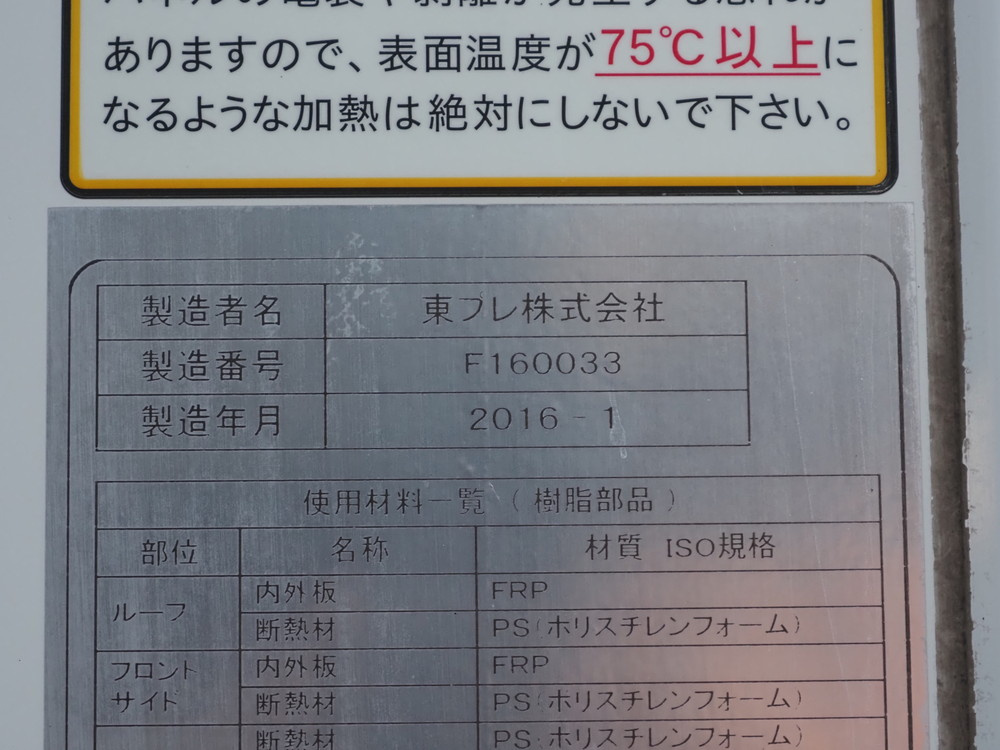 ありますので、表面温度が75℃以上に
なるような加熱は絶対にしないで下さい。
製造者名 東プレ株式会社
製造番号 F160033
製造年月 2016 - 1
使用材料一覧 (樹脂部品)
部位 名称 材質 ISO規格
ルーフ 内外板 FRP
断熱材 PS(ポリスチレンフォーム)
フロント
サイド
内外板 FRP
断熱材 PS(ポリスチレンフォーム)
断熱材 PS(ポリスチレンフォーム)